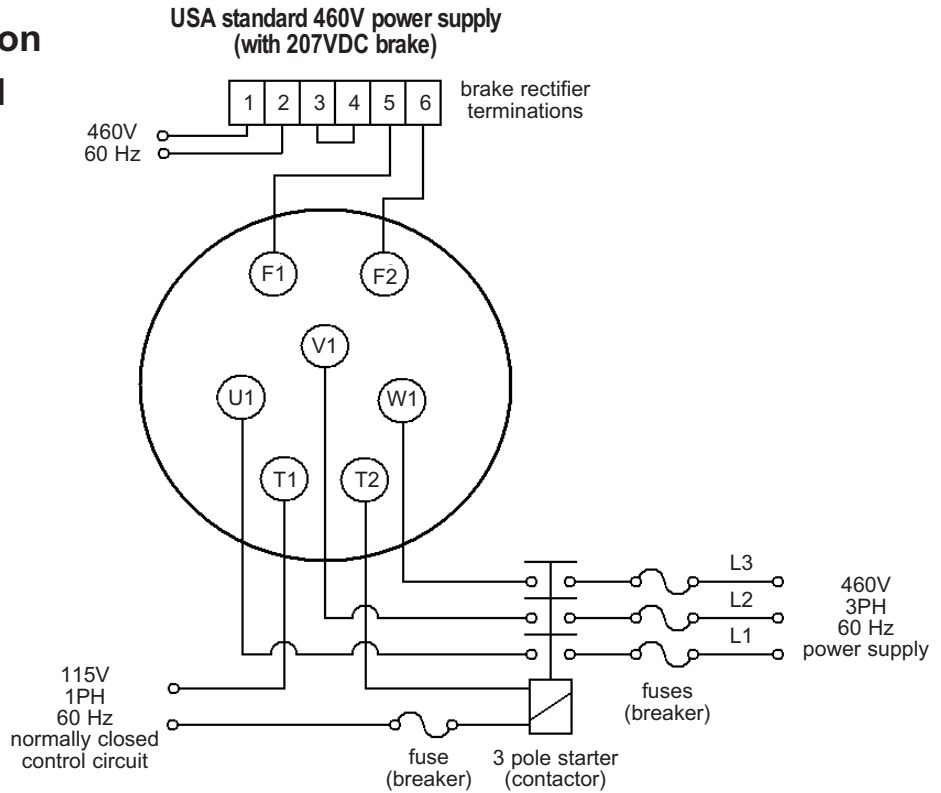 on
USA standard 460V power supply
(with 207VDC brake)
1 2 3 4 5 6
brake rectifier
terminations
460V
60 Hz
F1
F2
V1
U1
W1
T1
T2
L3
L2
L1
460V
3PH
60 Hz
power supply
115V
1PH
60 Hz
normally closed
control circuit
fuses
(breaker)
fuse
(breaker)
3 pole starter
(contactor)